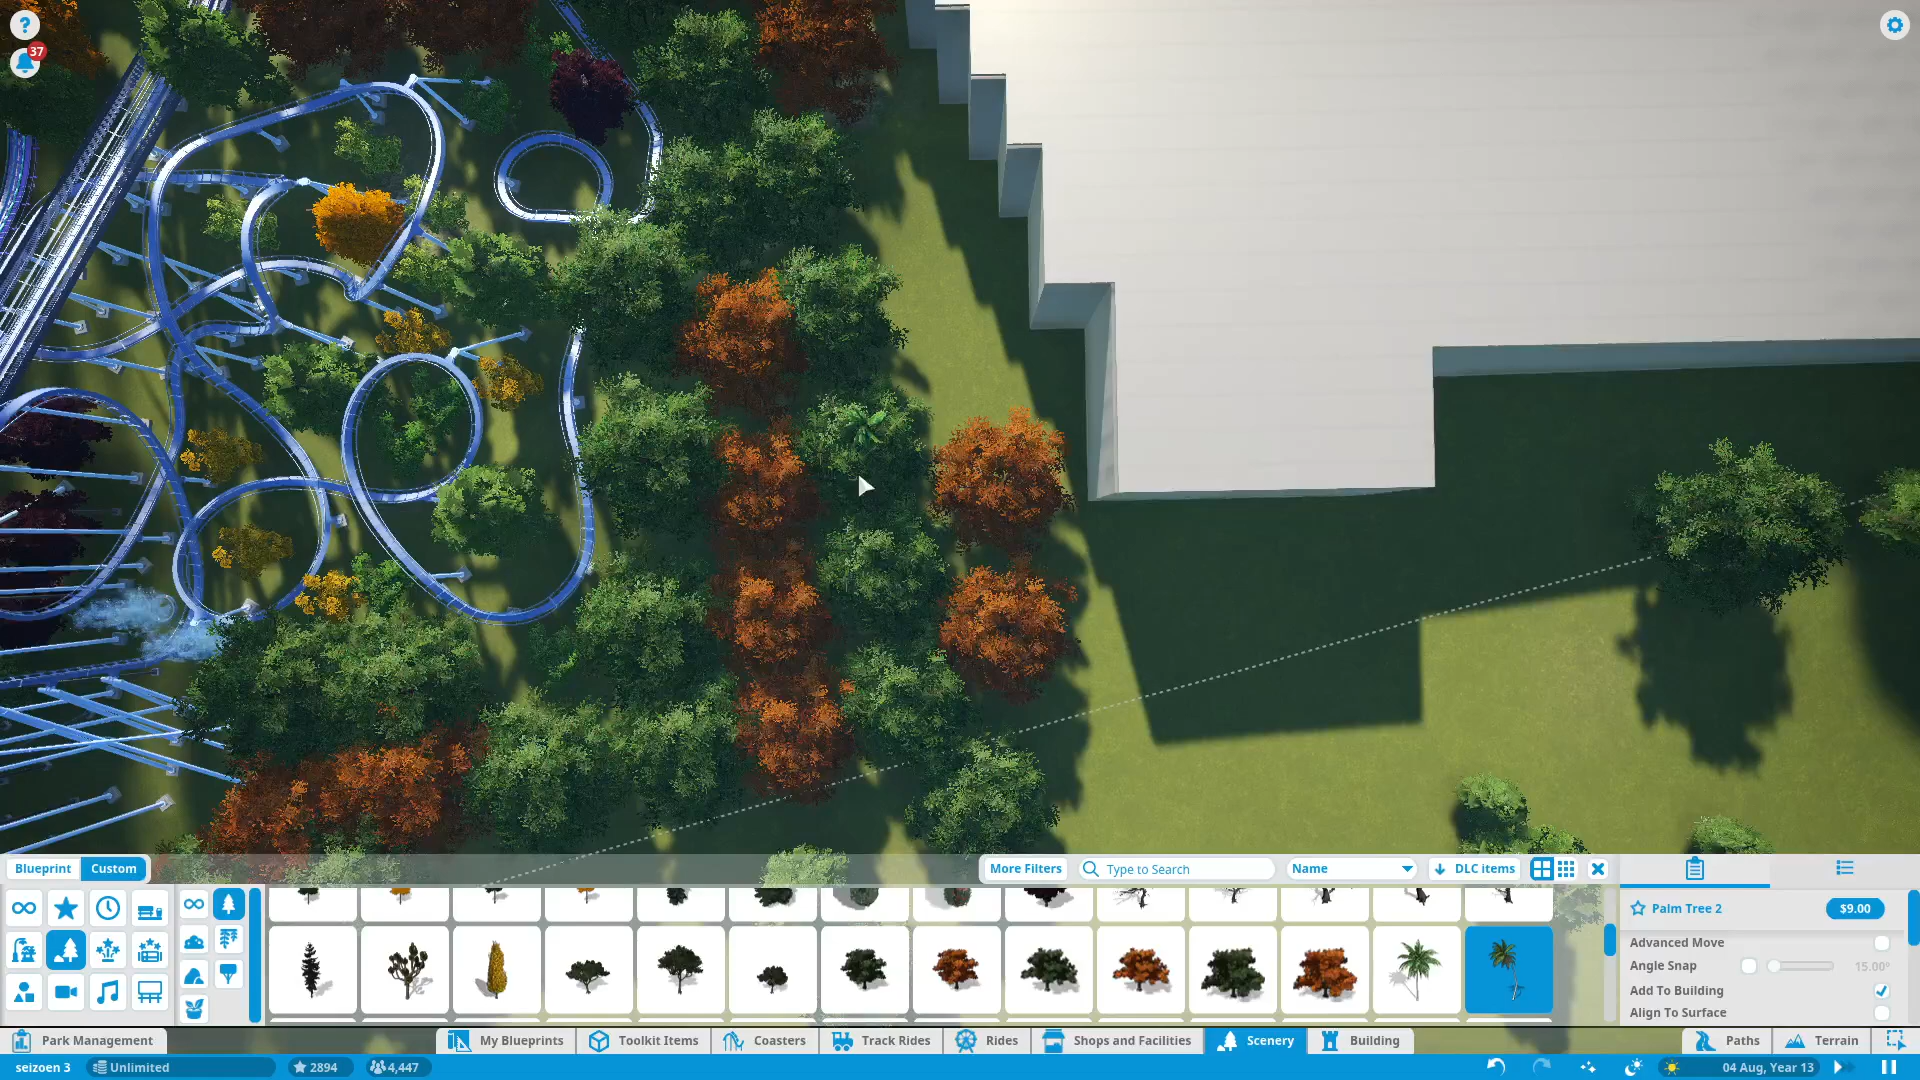 ?
37
Blueprint
Custom
More Filters
Type to Search
Name
DLC items
Palm Tree 2
$9.00
Advanced Move
Angle Snap
15.00°
Add To Building
Align To Surface
Park Management
My Blueprints
Toolkit Items
Coasters
Track Rides
Rides
Shops and Facilities
Scenery
Building
Paths
Terrain
seizoen 3
Unlimited
2894
4,447
04 Aug, Year 13